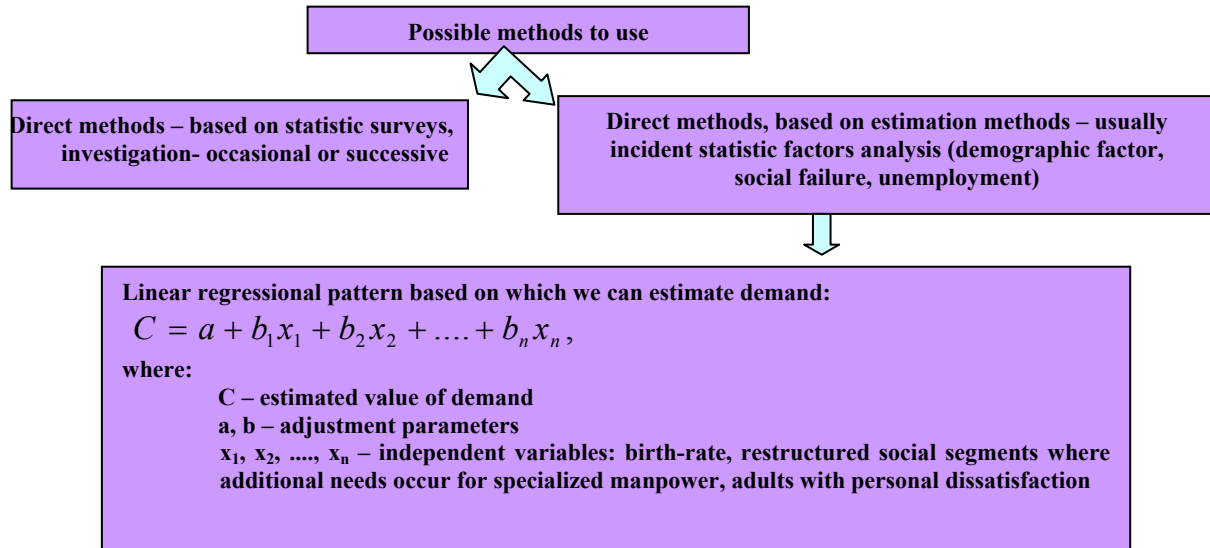 Possible methods to use
Direct methods – based on statistic surveys,
investigation- occasional or successive
Direct methods, based on estimation methods – usually
incident statistic factors analysis (demographic factor,
social failure, unemployment)
Linear regressional pattern based on which we can estimate demand:
C = a + b₁x₁ + b₂x₂ + .... + bₙxₙ,
where:
C – estimated value of demand
a, b – adjustment parameters
x₁, x₂, ...., xₙ – independent variables: birth-rate, restructured social segments where
additional needs occur for specialized manpower, adults with personal dissatisfaction